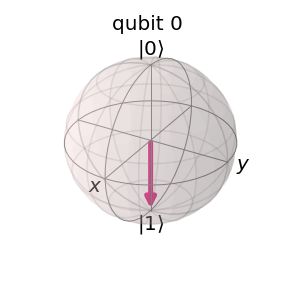 qubit 0
|0⟩
y
x
|1⟩